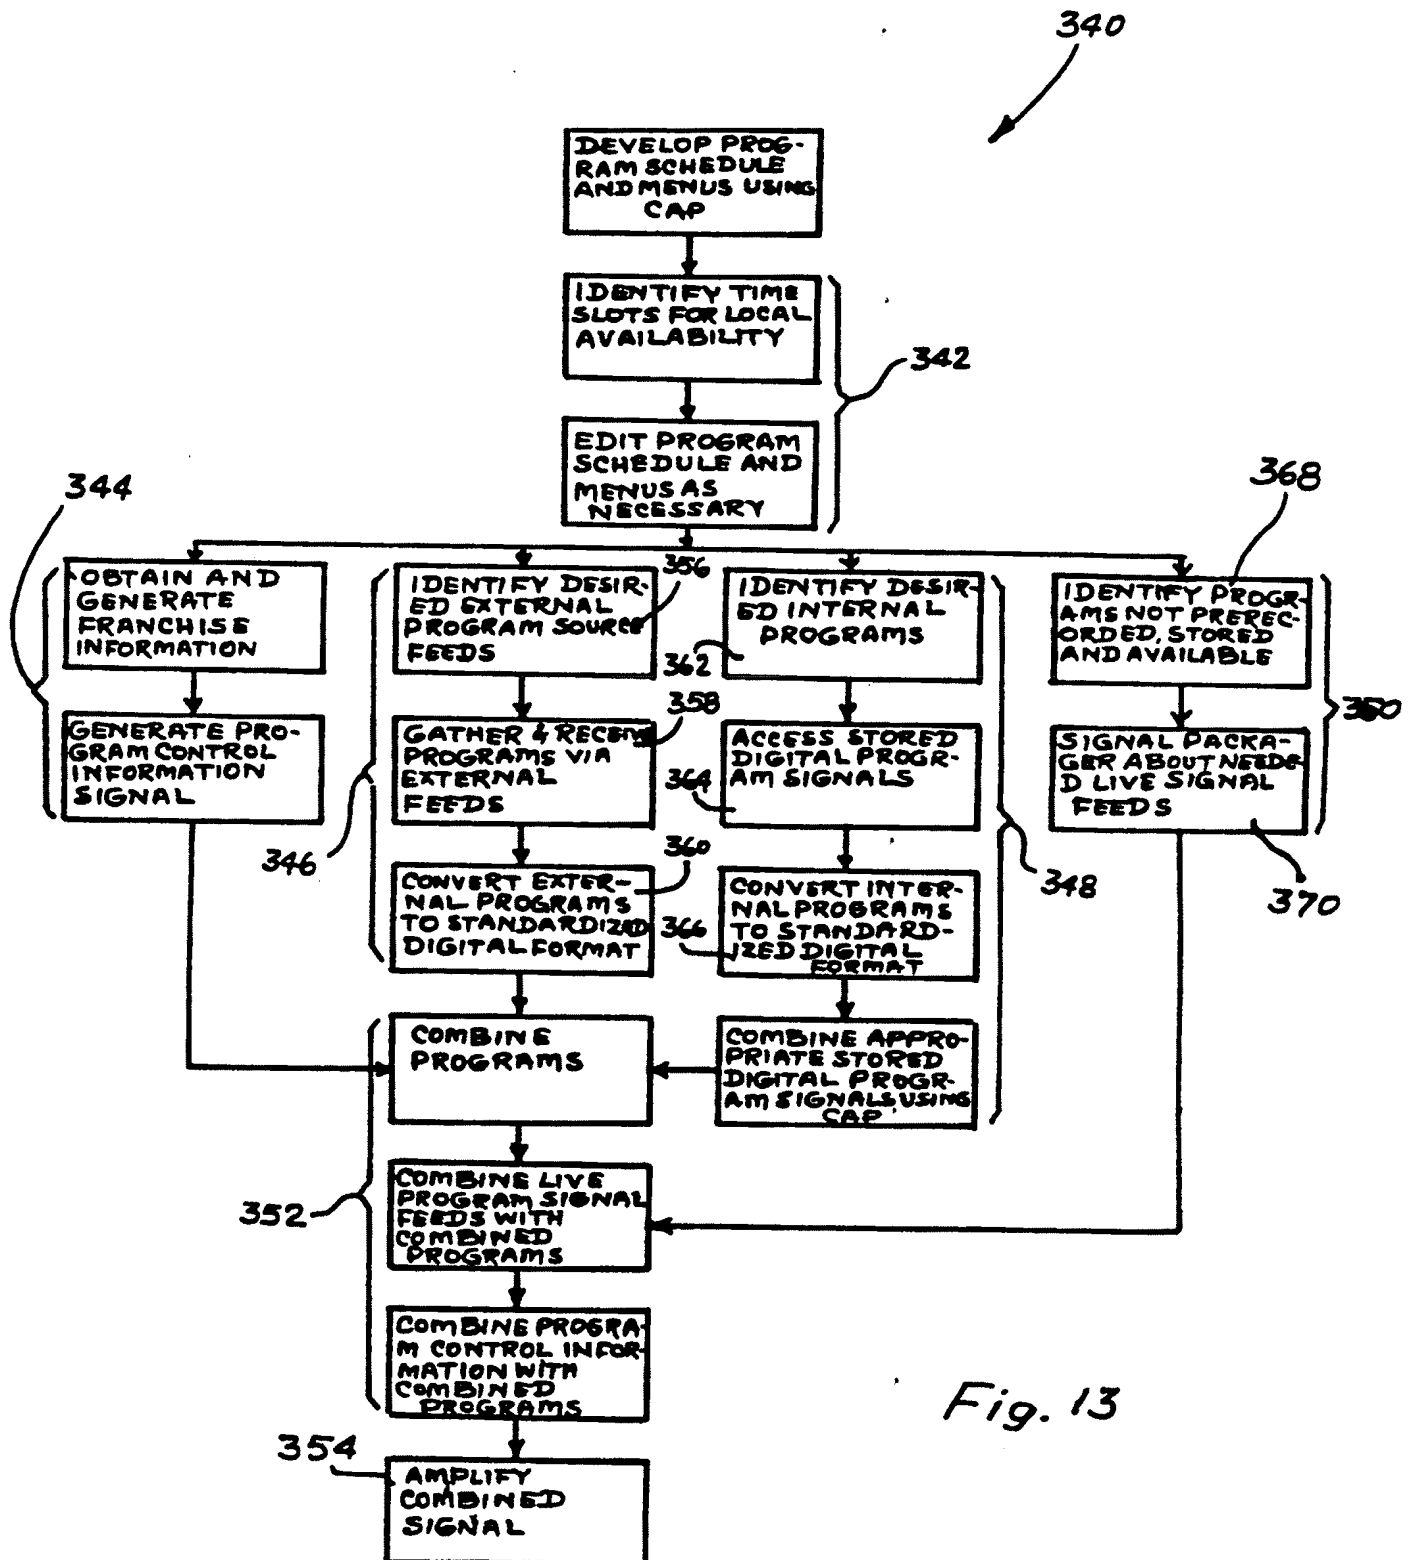 340
DEVELOP PROG-
RAM SCHEDULE
AND MENUS USING
CAP
IDENTIFY TIME
SLOTS FOR LOCAL
AVAILABILITY
342
EDIT PROGRAM
SCHEDULE AND
MENUS AS
NECESSARY
344
OBTAIN AND
GENERATE
FRANCHISE
INFORMATION
GENERATE PRO-
GRAM CONTROL
INFORMATION
SIGNAL
346
IDENTIFY DESIR-
ED EXTERNAL
PROGRAM SOURCE
FEEDS
356
GATHER & RECEIVE
PROGRAMS VIA
EXTERNAL
FEEDS
358
CONVERT EXTER-
NAL PROGRAMS
TO STANDARDIZED
DIGITAL FORMAT
360
IDENTIFY DESIR-
ED INTERNAL
PROGRAMS
362
ACCESS STORED
DIGITAL PROGR-
AM SIGNALS
364
CONVERT INTER-
NAL PROGRAMS
TO STANDARD-
IZED DIGITAL
FORMAT
366
COMBINE APPRO-
PRIATE STORED
DIGITAL PROGR-
AM SIGNALS USING
CAP
348
368
IDENTIFY PROGR-
AMS NOT PREREC-
ORDED, STORED
AND AVAILABLE
350
SIGNAL PACKA-
GER ABOUT NEEDE-
D LIVE SIGNAL
FEEDS
370
COMBINE
PROGRAMS
352
COMBINE LIVE
PROGRAM SIGNAL
FEEDS WITH
COMBINED
PROGRAMS
COMBINE PROGRA-
M CONTROL INFOR-
MATION WITH
COMBINED
PROGRAMS
354
AMPLIFY
COMBINED
SIGNAL
Fig. 13